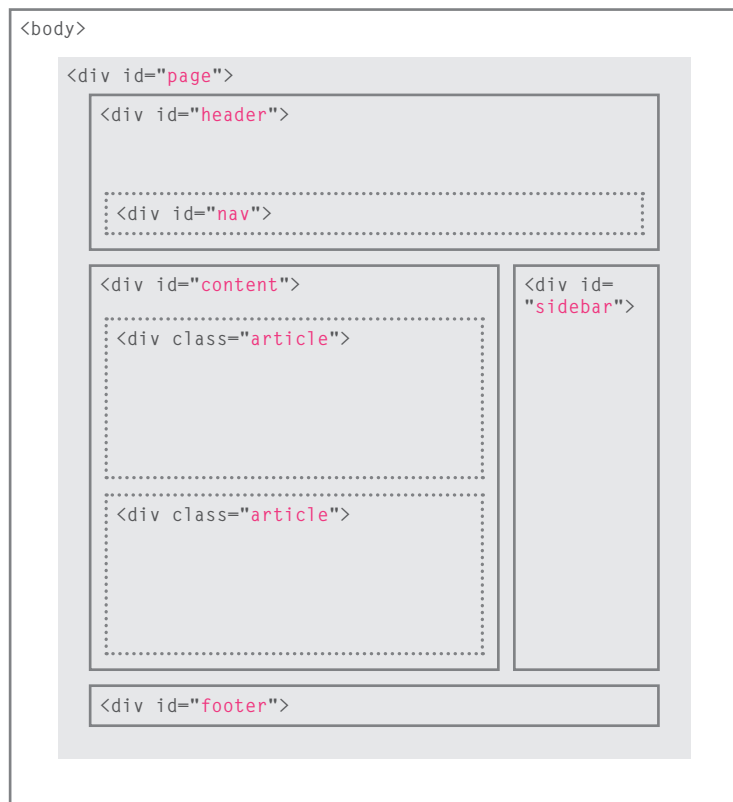 <body>
<div id="page">
<div id="header">
<div id="nav">
<div id="content">
<div id=
"sidebar">
<div class="article">
<div class="article">
<div id="footer">